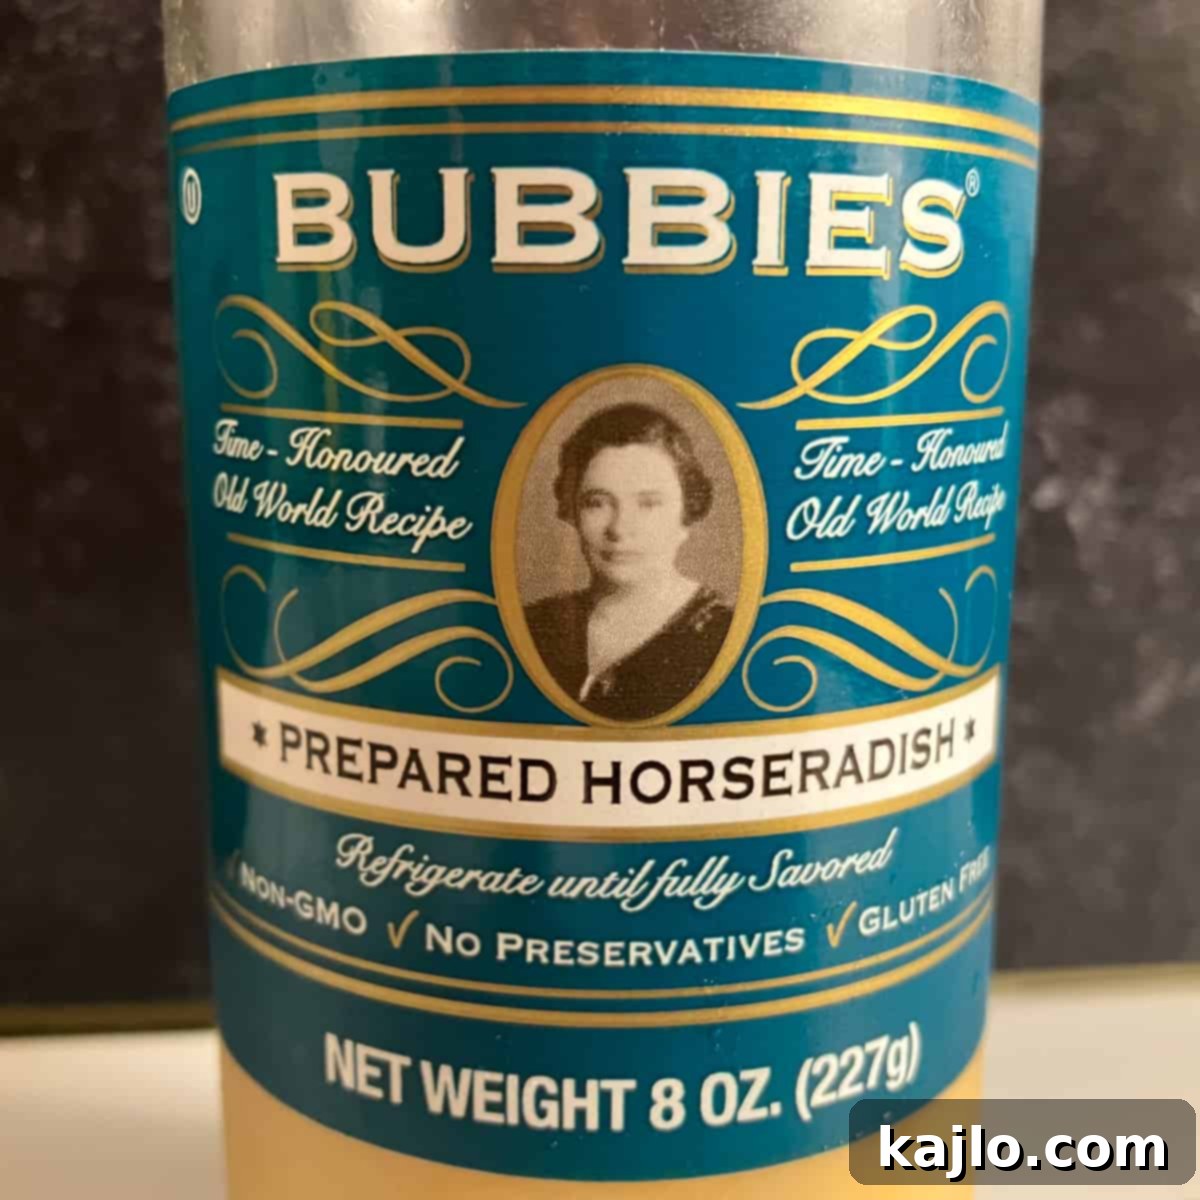 BUBBIES®
Ⓤ
Time-Honoured
Old World Recipe
Time-Honoured
Old World Recipe
* PREPARED HORSERADISH *
Refrigerate until fully Savored
NON-GMO ✓ NO PRESERVATIVES ✓ GLUTEN FREE
NET WEIGHT 8 OZ. (227g)
kajlo.com